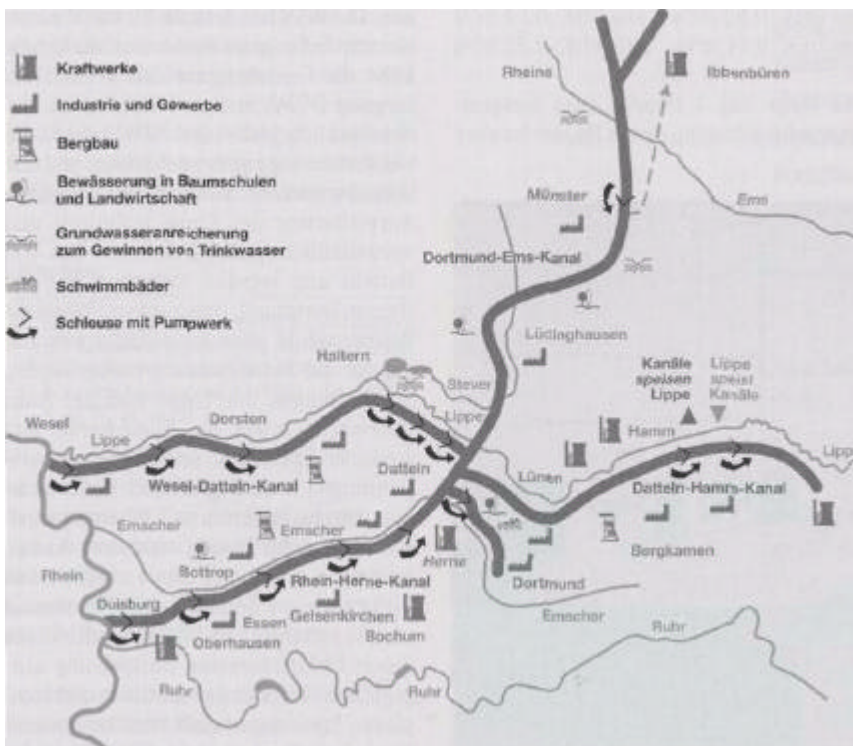 Kraftwerke
Industrie und Gewerbe
Bergbau
Bewässerung in Baumschulen
und Landwirtschaft
Grundwasseranreicherung
zum Gewinnen von Trinkwasser
Schwimmbäder
Schleuse mit Pumpwerk
Rheine
Ibbenbüren
Münster
Ems
Dortmund-Ems-Kanal
Lüdinghausen
Haltern
Stever
Kanäle
speisen
Lippe
Lippe
speist
Kanäle
Wesel
Lippe
Dorsten
Lippe
Hamm
Lipp
Datteln
Lünen
Wesel-Datteln-Kanal
Datteln-Hamm-Kanal
Emscher
Emscher
Herne
Bergkamen
Rhein
Bottrop
Rhein-Herne-Kanal
Dortmund
Duisburg
Essen
Gelsenkirchen
Emscher
Oberhausen
Bochum
Ruhr
Ruhr
Ruhr